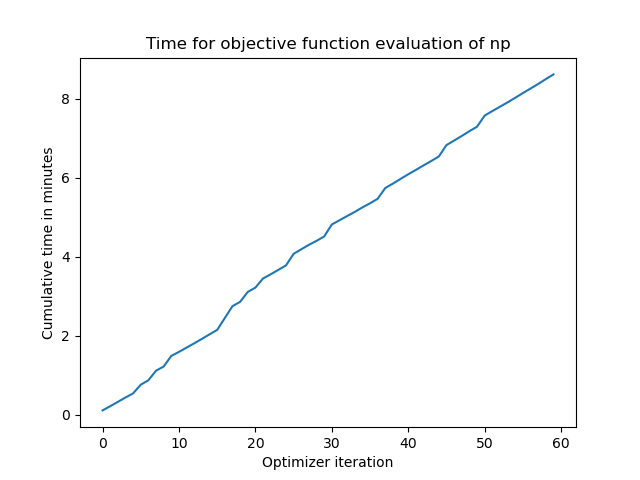 Time for objective function evaluation of np
Cumulative time in minutes
8
6
4
2
0
0 10 20 30 40 50 60
Optimizer iteration